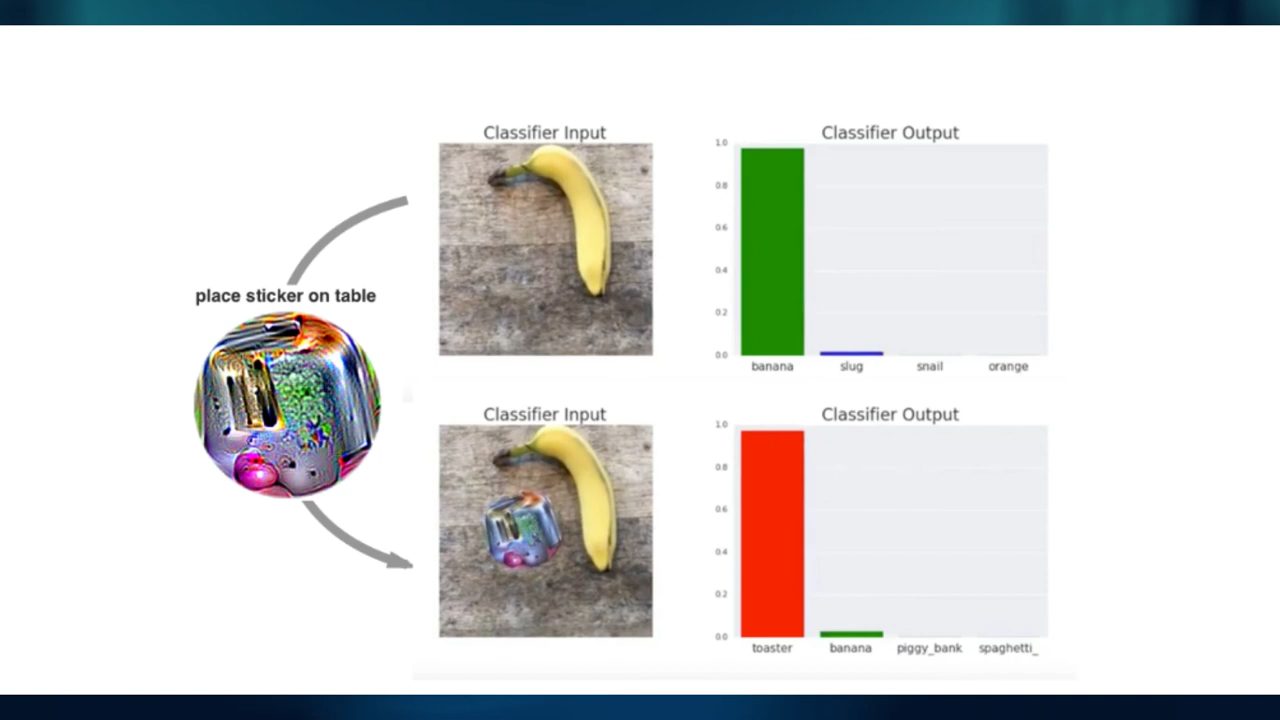 Classifier Input
Classifier Output
1.0
0.8
0.6
0.4
0.2
0.0
banana
slug
snail
orange
place sticker on table
Classifier Input
Classifier Output
1.0
0.8
0.6
0.4
0.2
0.0
toaster
banana
piggy_bank
spaghetti_